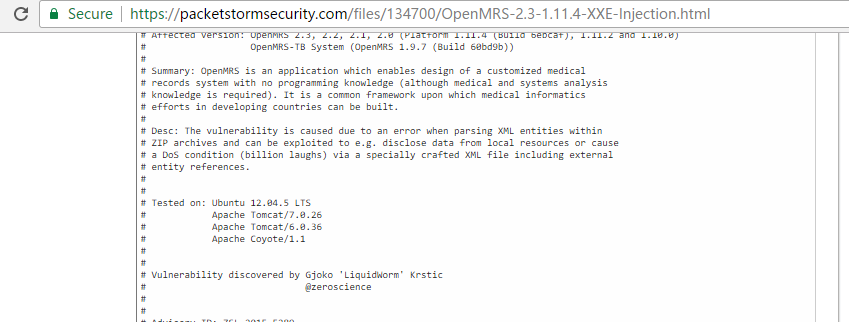 Secure | https://packetstormsecurity.com/files/134700/OpenMRS-2.3-1.11.4-XXE-Injection.html
# Affected Version: OpenMRS 2.3, 2.2, 2.1, 2.0 (Platform 1.11.4 (Build 6ebcaf), 1.11.2 and 1.10.0)
# OpenMRS-TB System (OpenMRS 1.9.7 (Build 60bd9b))
#
# Summary: OpenMRS is an application which enables design of a customized medical
# records system with no programming knowledge (although medical and systems analysis
# knowledge is required). It is a common framework upon which medical informatics
# efforts in developing countries can be built.
#
# Desc: The vulnerability is caused due to an error when parsing XML entities within
# ZIP archives and can be exploited to e.g. disclose data from local resources or cause
# a DoS condition (billion laughs) via a specially crafted XML file including external
# entity references.
#
#
# Tested on: Ubuntu 12.04.5 LTS
# Apache Tomcat/7.0.26
# Apache Tomcat/6.0.36
# Apache Coyote/1.1
#
#
# Vulnerability discovered by Gjoko 'LiquidWorm' Krstic
# @zeroscience
#
#
# Advisory ID: ZSL-2015-5289